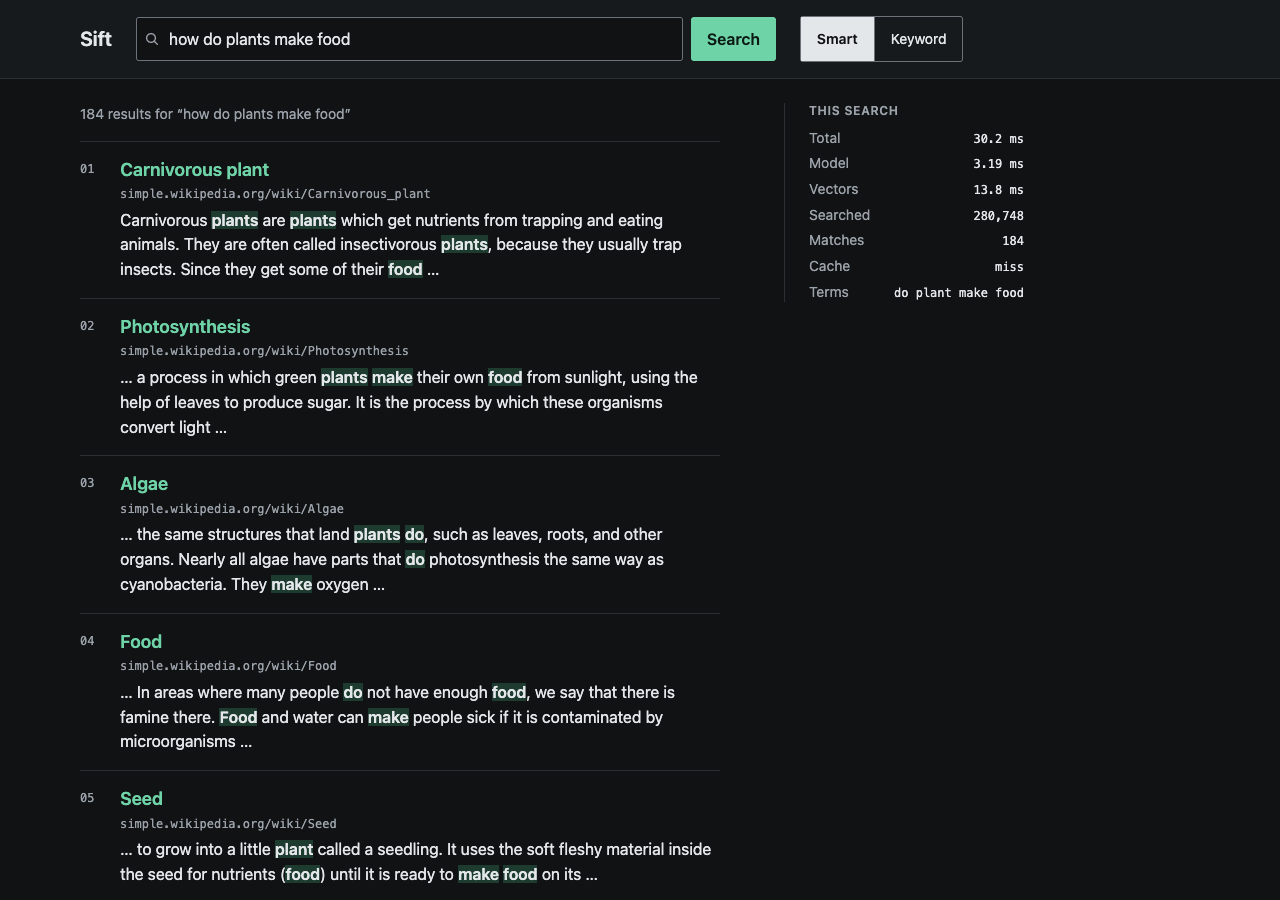 Sift
how do plants make food
Search
Smart
Keyword
184 results for “how do plants make food”
01
Carnivorous plant
simple.wikipedia.org/wiki/Carnivorous_plant
Carnivorous plants are plants which get nutrients from trapping and eating
animals. They are often called insectivorous plants, because they usually trap
insects. Since they get some of their food ...
02
Photosynthesis
simple.wikipedia.org/wiki/Photosynthesis
... a process in which green plants make their own food from sunlight, using the
help of leaves to produce sugar. It is the process by which these organisms
convert light ...
03
Algae
simple.wikipedia.org/wiki/Algae
... the same structures that land plants do, such as leaves, roots, and other
organs. Nearly all algae have parts that do photosynthesis the same way as
cyanobacteria. They make oxygen ...
04
Food
simple.wikipedia.org/wiki/Food
... In areas where many people do not have enough food, we say that there is
famine there. Food and water can make people sick if it is contaminated by
microorganisms ...
05
Seed
simple.wikipedia.org/wiki/Seed
... to grow into a little plant called a seedling. It uses the soft fleshy material inside
the seed for nutrients (food) until it is ready to make food on its ...
THIS SEARCH
Total 30.2 ms
Model 3.19 ms
Vectors 13.8 ms
Searched 280,748
Matches 184
Cache miss
Terms do plant make food